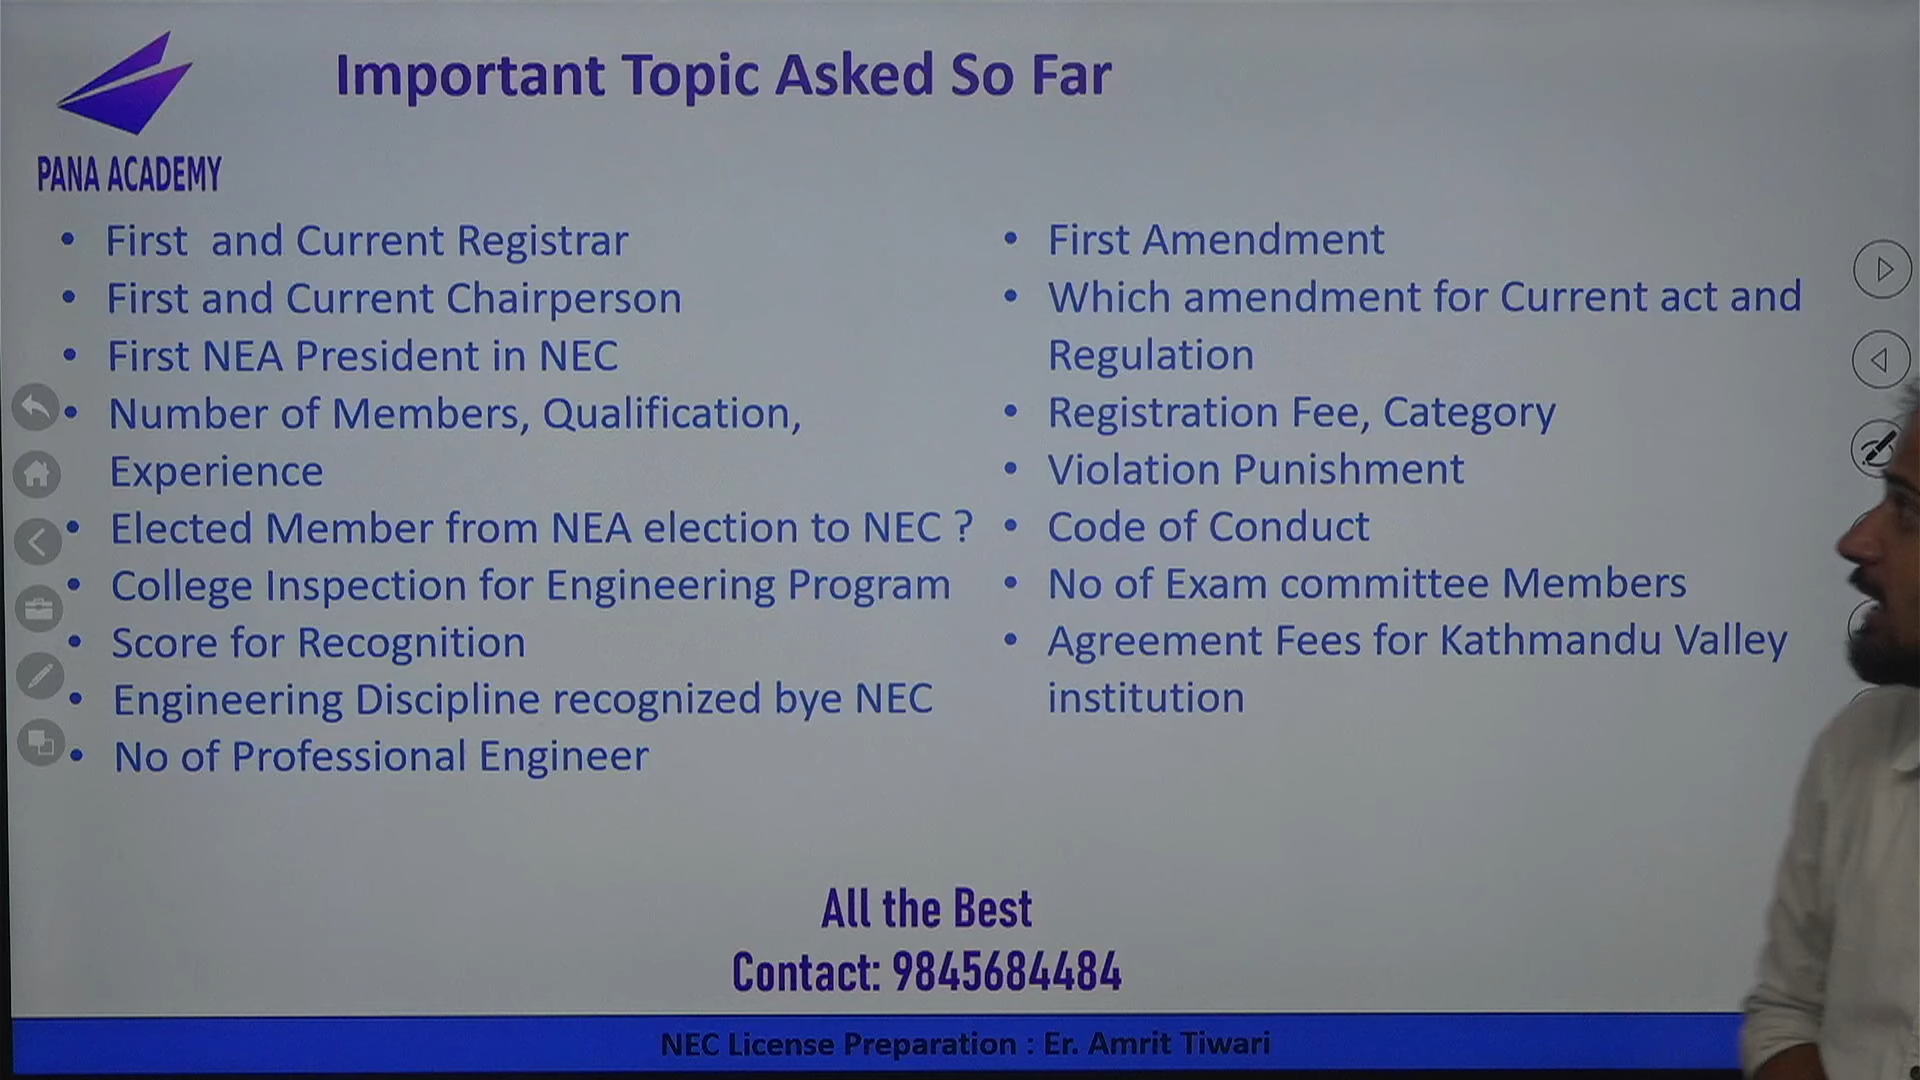 Important Topic Asked So Far
PANA ACADEMY
• First and Current Registrar
• First and Current Chairperson
• First NEA President in NEC
• Number of Members, Qualification,
Experience
• Elected Member from NEA election to NEC ?
• College Inspection for Engineering Program
• Score for Recognition
• Engineering Discipline recognized bye NEC
• No of Professional Engineer
• First Amendment
• Which amendment for Current act and
Regulation
• Registration Fee, Category
• Violation Punishment
• Code of Conduct
• No of Exam committee Members
• Agreement Fees for Kathmandu Valley
institution
All the Best
Contact: 9845684484
NEC License Preparation : Er. Amrit Tiwari